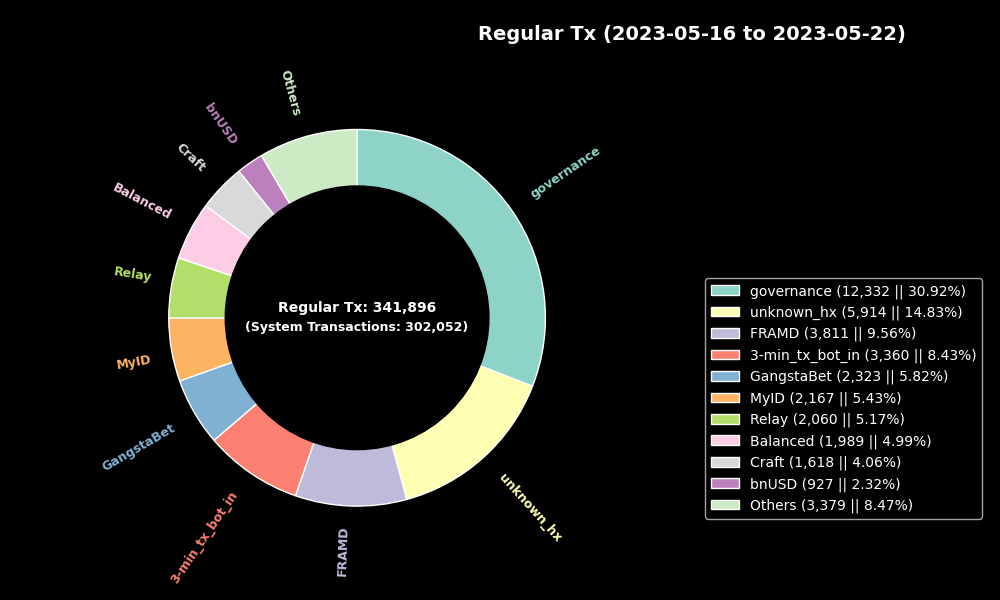 Regular Tx (2023-05-16 to 2023-05-22)
Others
bnUSD
Craft
Balanced
Relay
MyID
GangstaBet
3-min_tx_bot_in
FRAMD
unknown_hx
governance
Regular Tx: 341,896
(System Transactions: 302,052)
governance (12,332 || 30.92%)
unknown_hx (5,914 || 14.83%)
FRAMD (3,811 || 9.56%)
3-min_tx_bot_in (3,360 || 8.43%)
GangstaBet (2,323 || 5.82%)
MyID (2,167 || 5.43%)
Relay (2,060 || 5.17%)
Balanced (1,989 || 4.99%)
Craft (1,618 || 4.06%)
bnUSD (927 || 2.32%)
Others (3,379 || 8.47%)